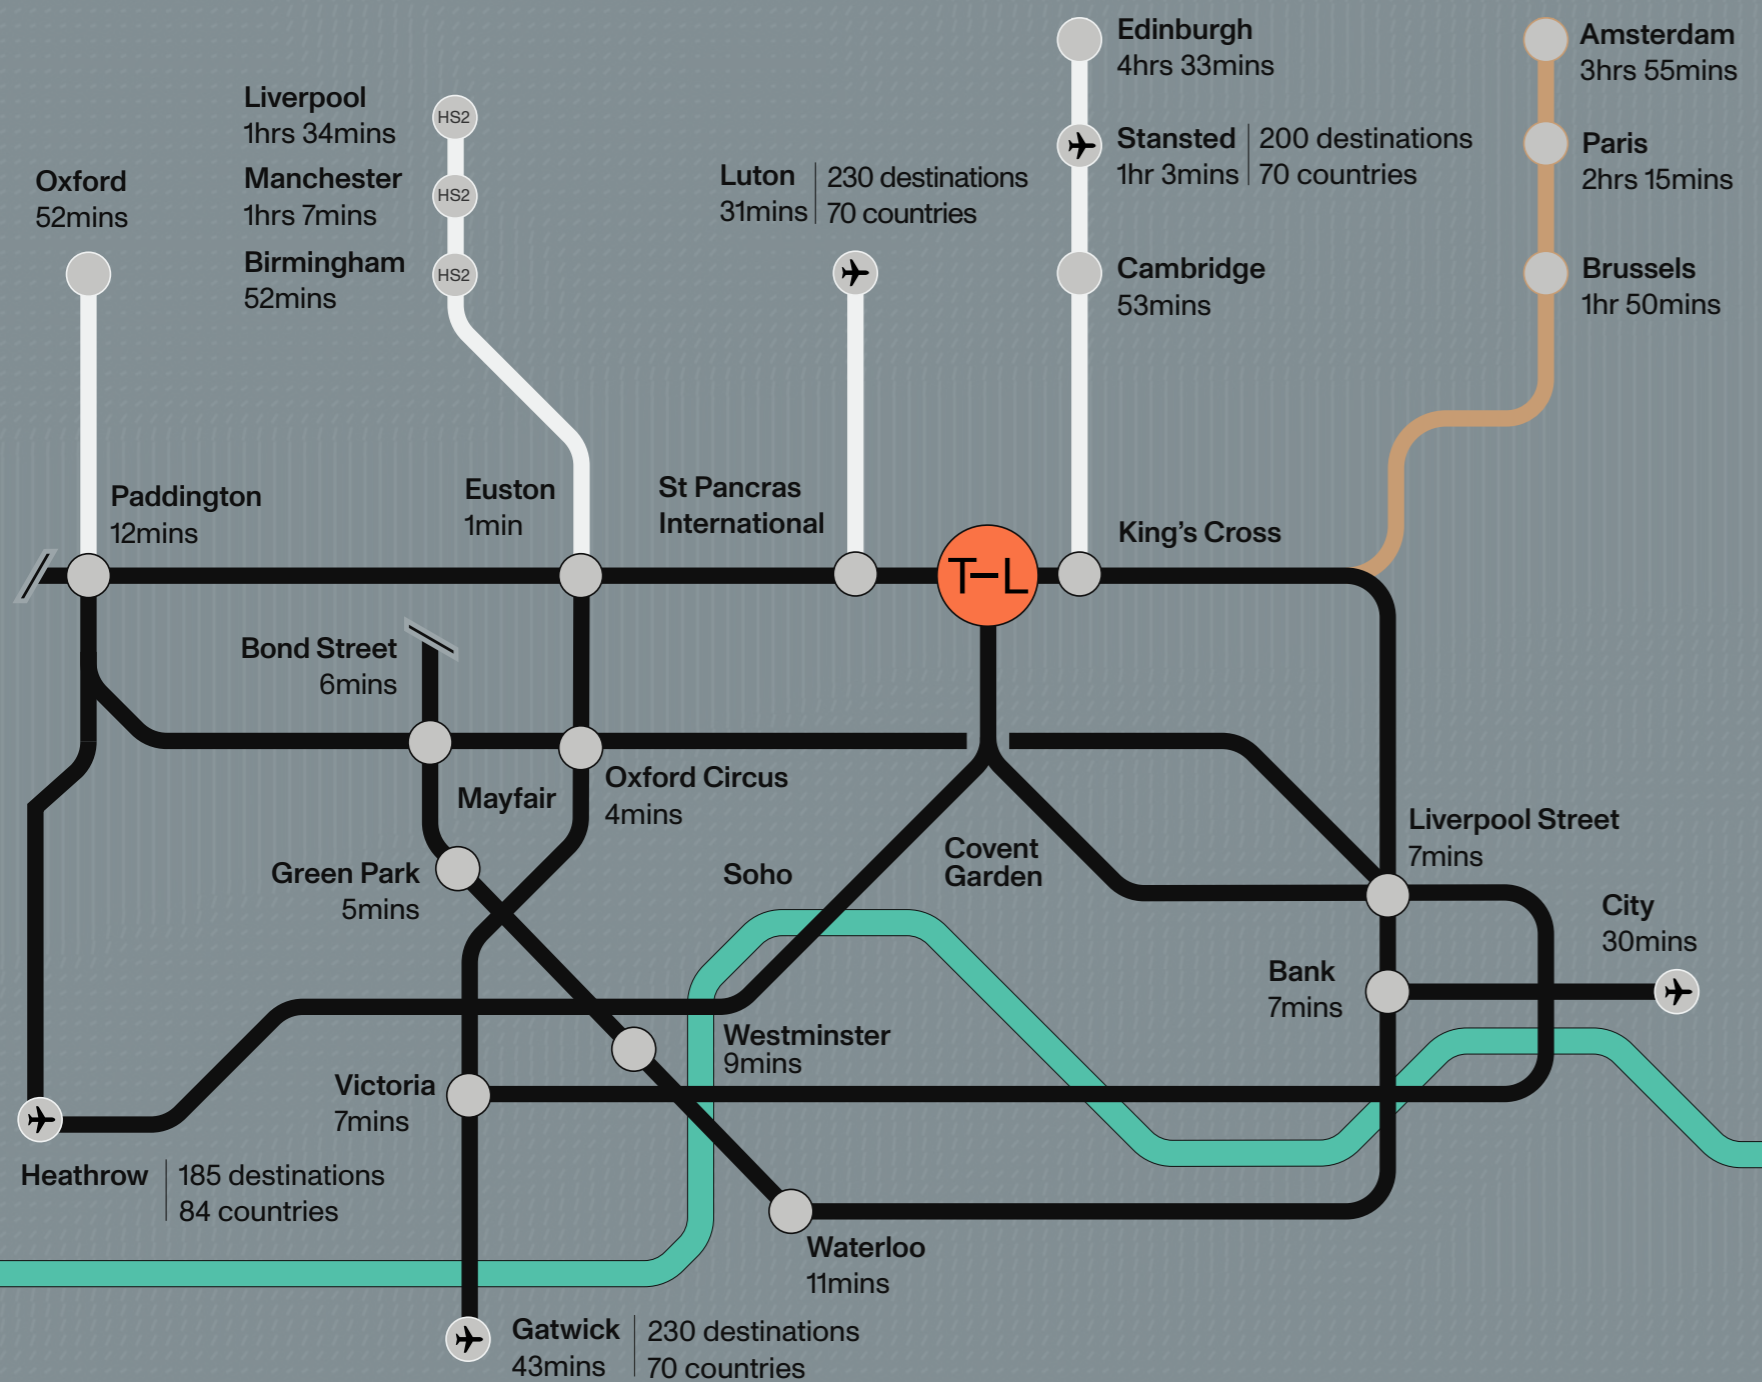 Edinburgh
4hrs 33mins
Amsterdam
3hrs 55mins
Liverpool
1hrs 34mins
HS2
Stansted
1hr 3mins
200 destinations
70 countries
Paris
2hrs 15mins
Oxford
52mins
Manchester
1hrs 7mins
HS2
Luton
31mins
230 destinations
70 countries
Birmingham
52mins
HS2
Cambridge
53mins
Brussels
1hr 50mins
Paddington
12mins
Euston
1min
St Pancras
International
T–L
King's Cross
Bond Street
6mins
Mayfair
Oxford Circus
4mins
Green Park
5mins
Soho
Covent
Garden
Liverpool Street
7mins
City
30mins
Bank
7mins
Westminster
9mins
Victoria
7mins
Heathrow
185 destinations
84 countries
Waterloo
11mins
Gatwick
43mins
230 destinations
70 countries